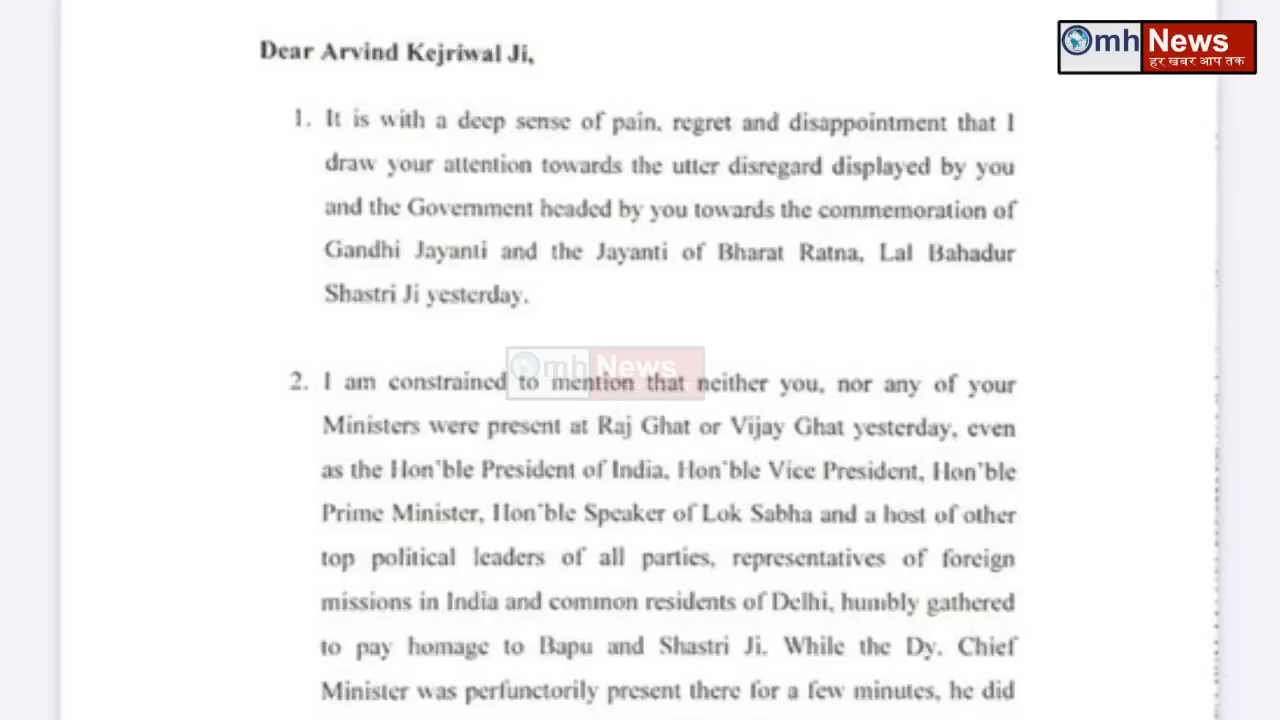 mh News
हर खबर आप तक
Dear Arvind Kejriwal Ji,
1. It is with a deep sense of pain, regret and disappointment that I
draw your attention towards the utter disregard displayed by you
and the Government headed by you towards the commemoration of
Gandhi Jayanti and the Jayanti of Bharat Ratna, Lal Bahadur
Shastri Ji yesterday.
mh News
2. I am constrained to mention that neither you, nor any of your
Ministers were present at Raj Ghat or Vijay Ghat yesterday, even
as the Hon'ble President of India, Hon'ble Vice President, Hon'ble
Prime Minister, Hon'ble Speaker of Lok Sabha and a host of other
top political leaders of all parties, representatives of foreign
missions in India and common residents of Delhi, humbly gathered
to pay homage to Bapu and Shastri Ji. While the Dy. Chief
Minister was perfunctorily present there for a few minutes, he did